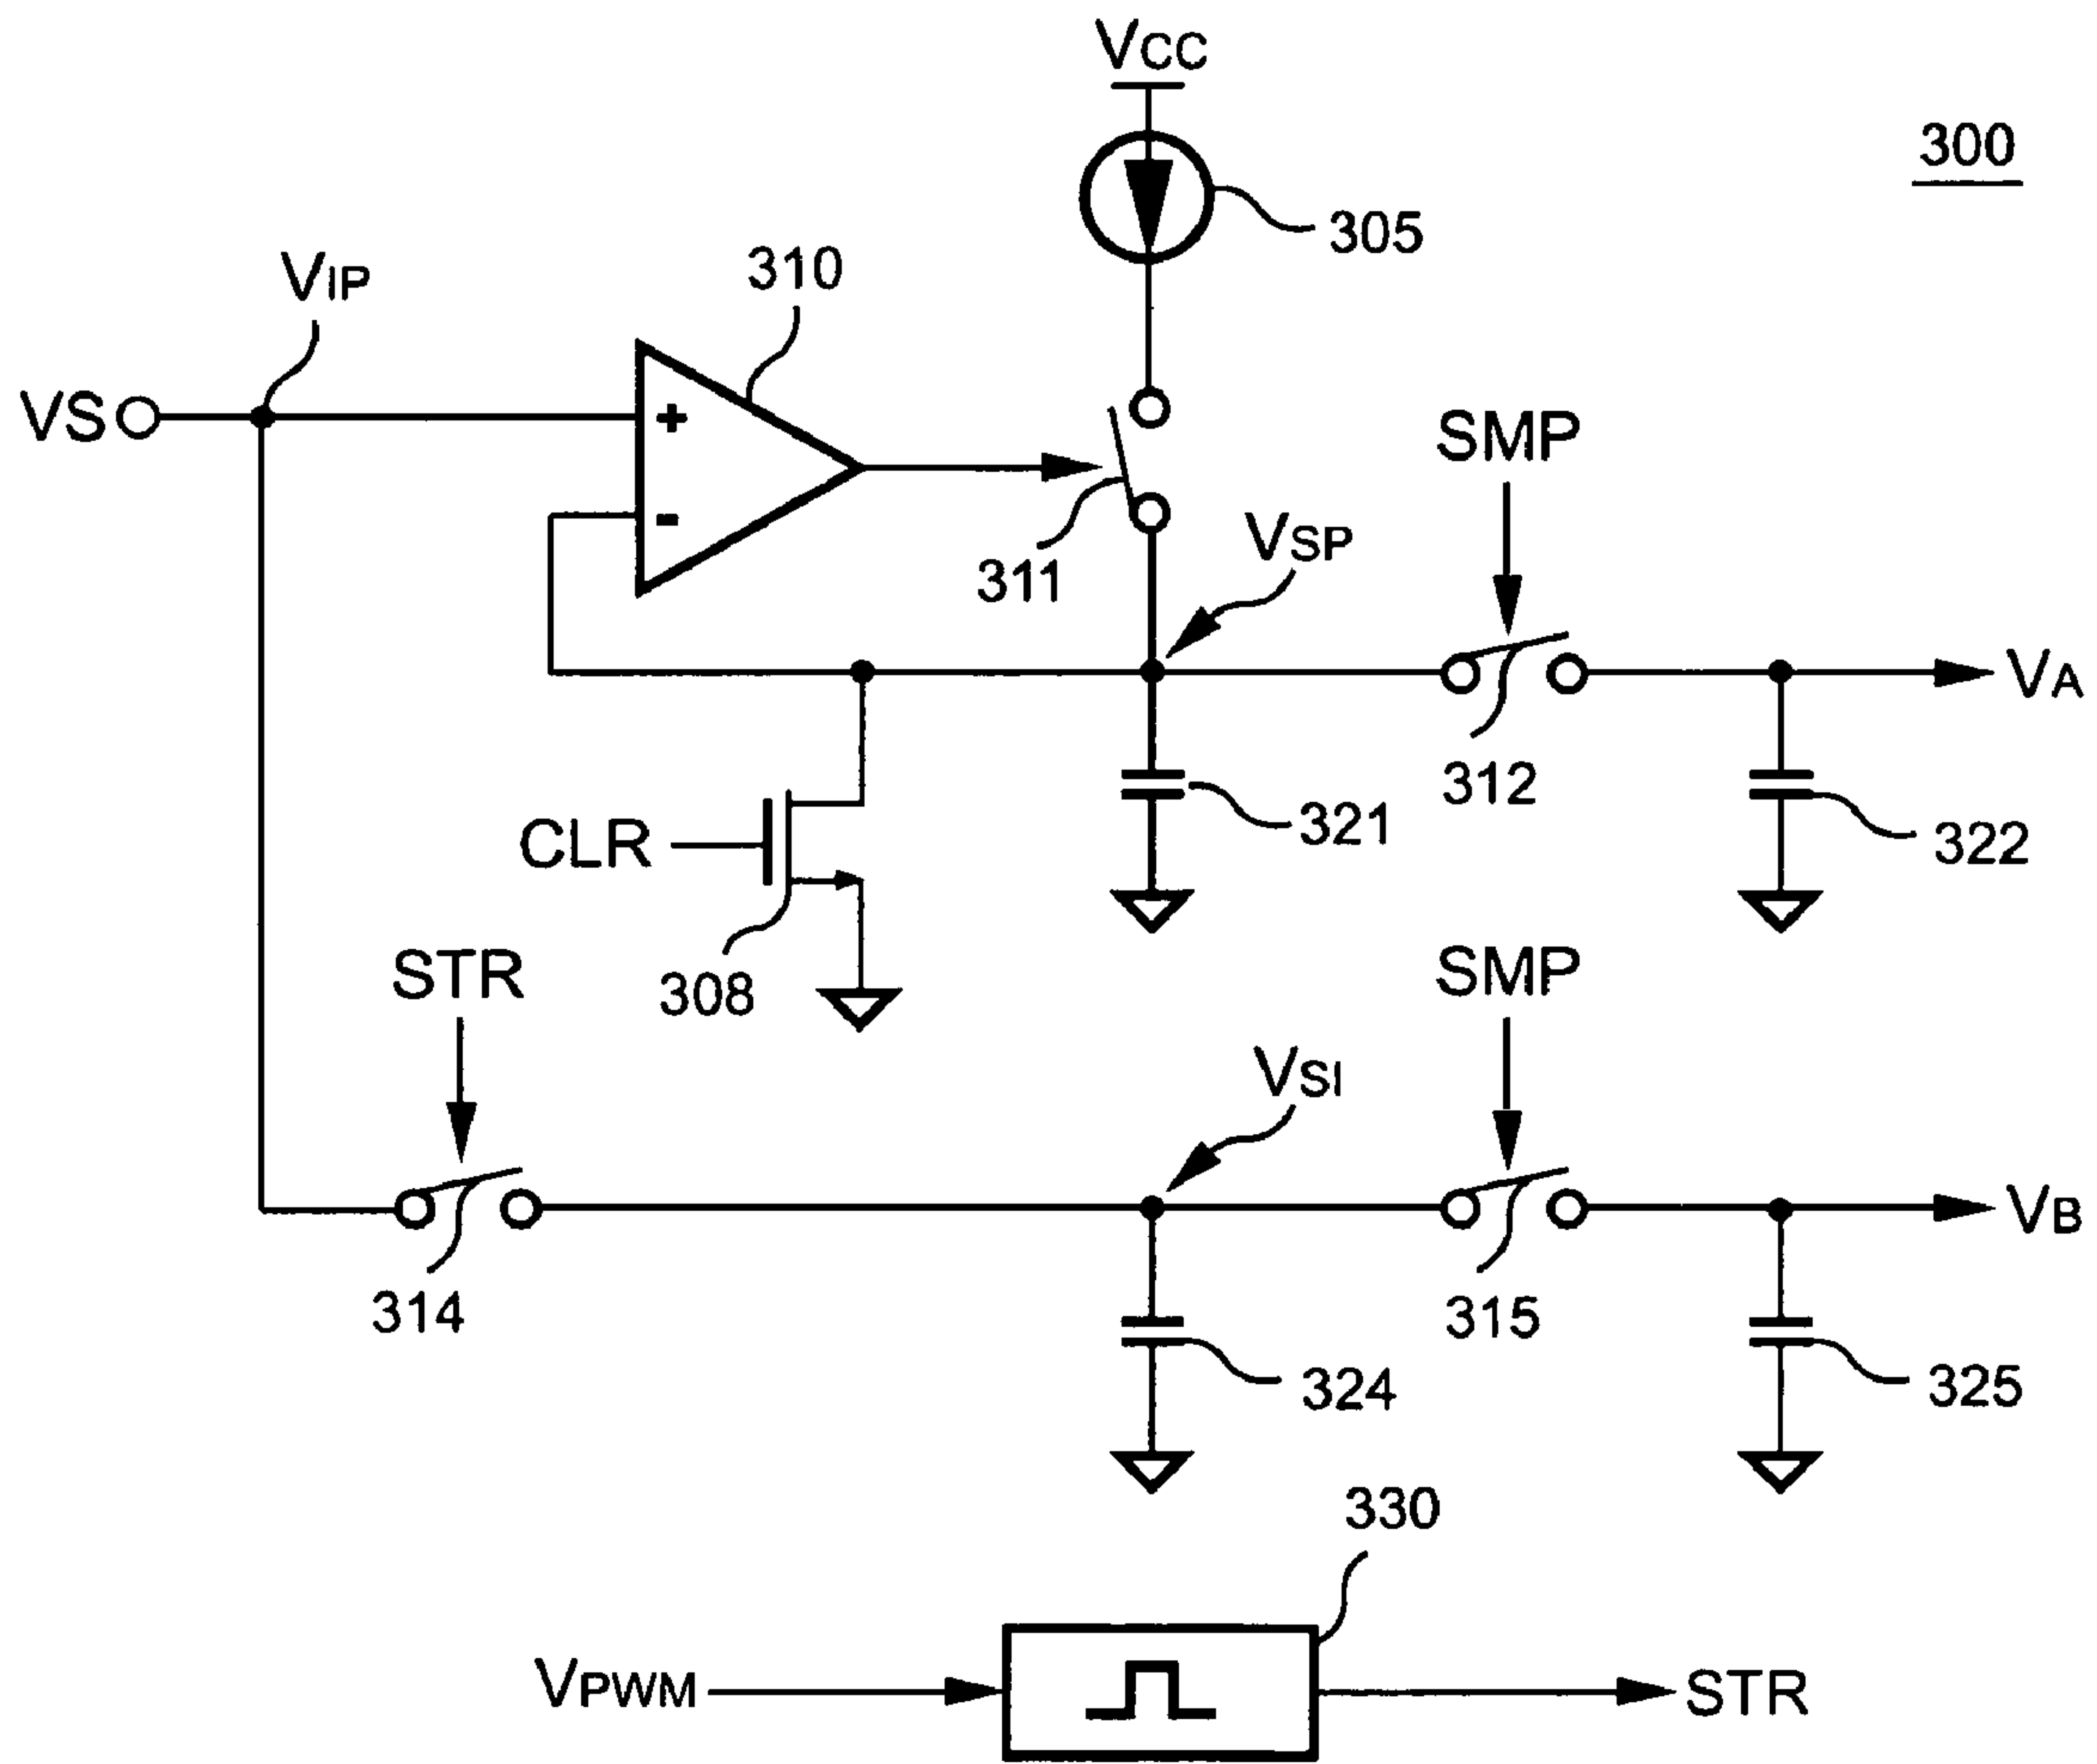 VCC
300
305
VIP
310
VS
+
-
311
SMP
VSP
VA
312
321
322
CLR
308
STR
SMP
VSI
VB
314
315
324
325
330
VPWM
STR